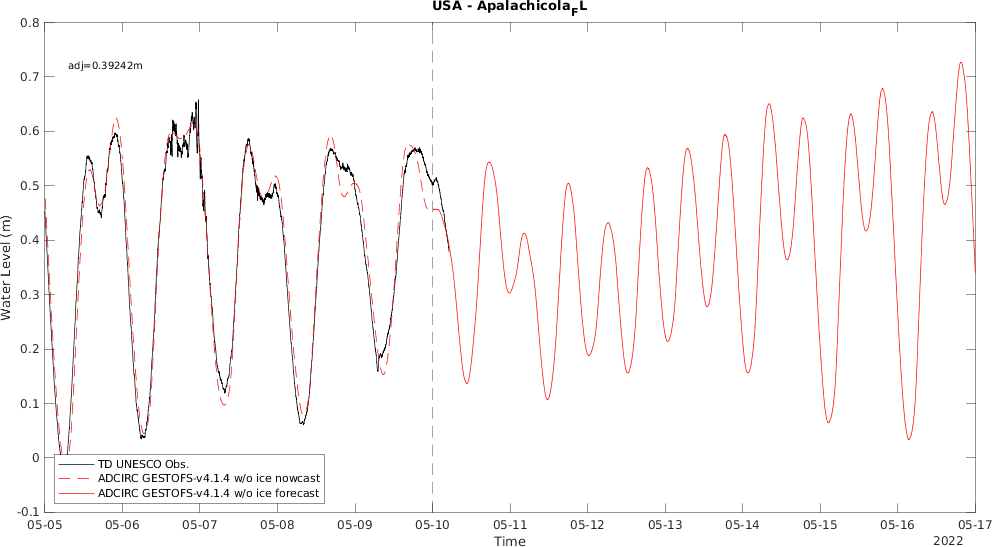 USA - Apalachicola_FL
adj=0.39242m
0.8
0.7
0.6
0.5
0.4
0.3
0.2
0.1
0
-0.1
Water Level (m)
TD UNESCO Obs.
ADCIRC GESTOFS-v4.1.4 w/o ice nowcast
ADCIRC GESTOFS-v4.1.4 w/o ice forecast
05-05 05-06 05-07 05-08 05-09 05-10 05-11 05-12 05-13 05-14 05-15 05-16 05-17
Time
2022